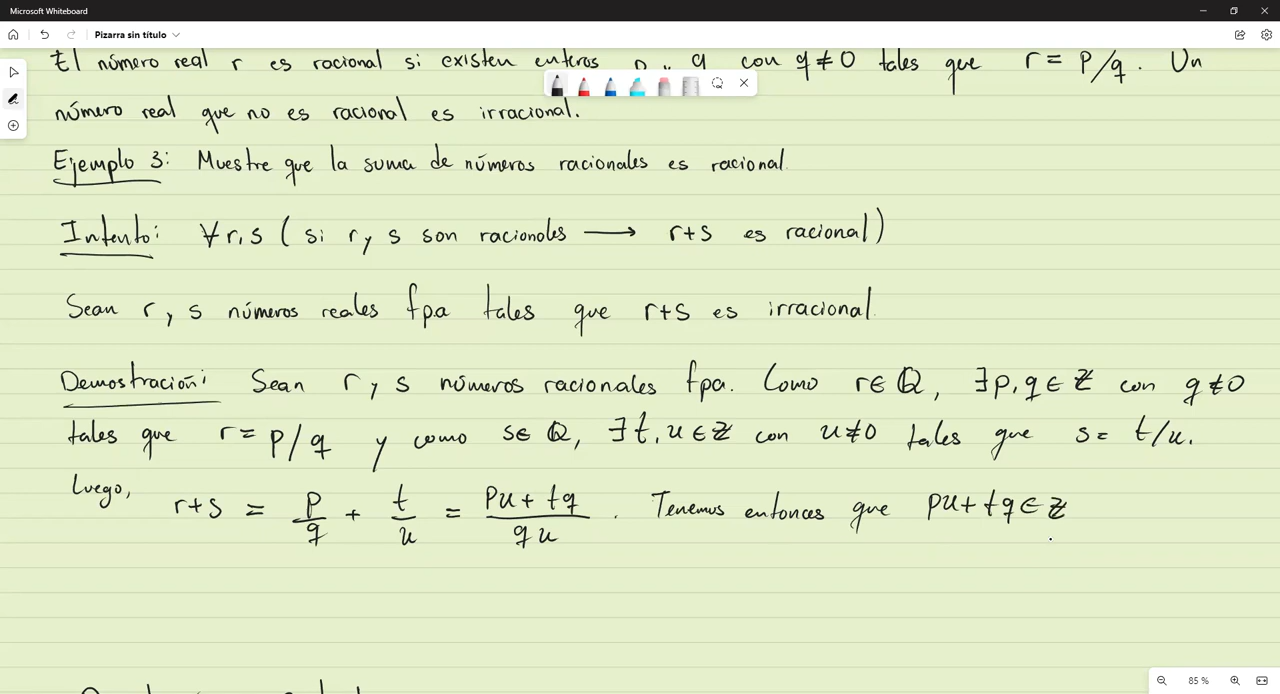 Microsoft Whiteboard
Pizarra sin título
El número real r es racional si existen enteros p y q con q≠0 tales que r = p/q. Un
número real que no es racional es irracional.
Ejemplo 3: Muestre que la suma de números racionales es racional.
Intento: ∀r,s ( si r y s son racionales ⟶ r+s es racional)
Sean r y s números reales fpa tales que r+s es irracional.
Demostración: Sean r y s números racionales fpa. Como r∈ℚ, ∃p,q∈ℤ con q≠0
tales que r = p/q y como s∈ℚ, ∃t,u∈ℤ con u≠0 tales que s= t/u.
Luego, r+s = p/q + t/u = pu+tq/qu . Tenemos entonces que pu+tq∈ℤ
85 %